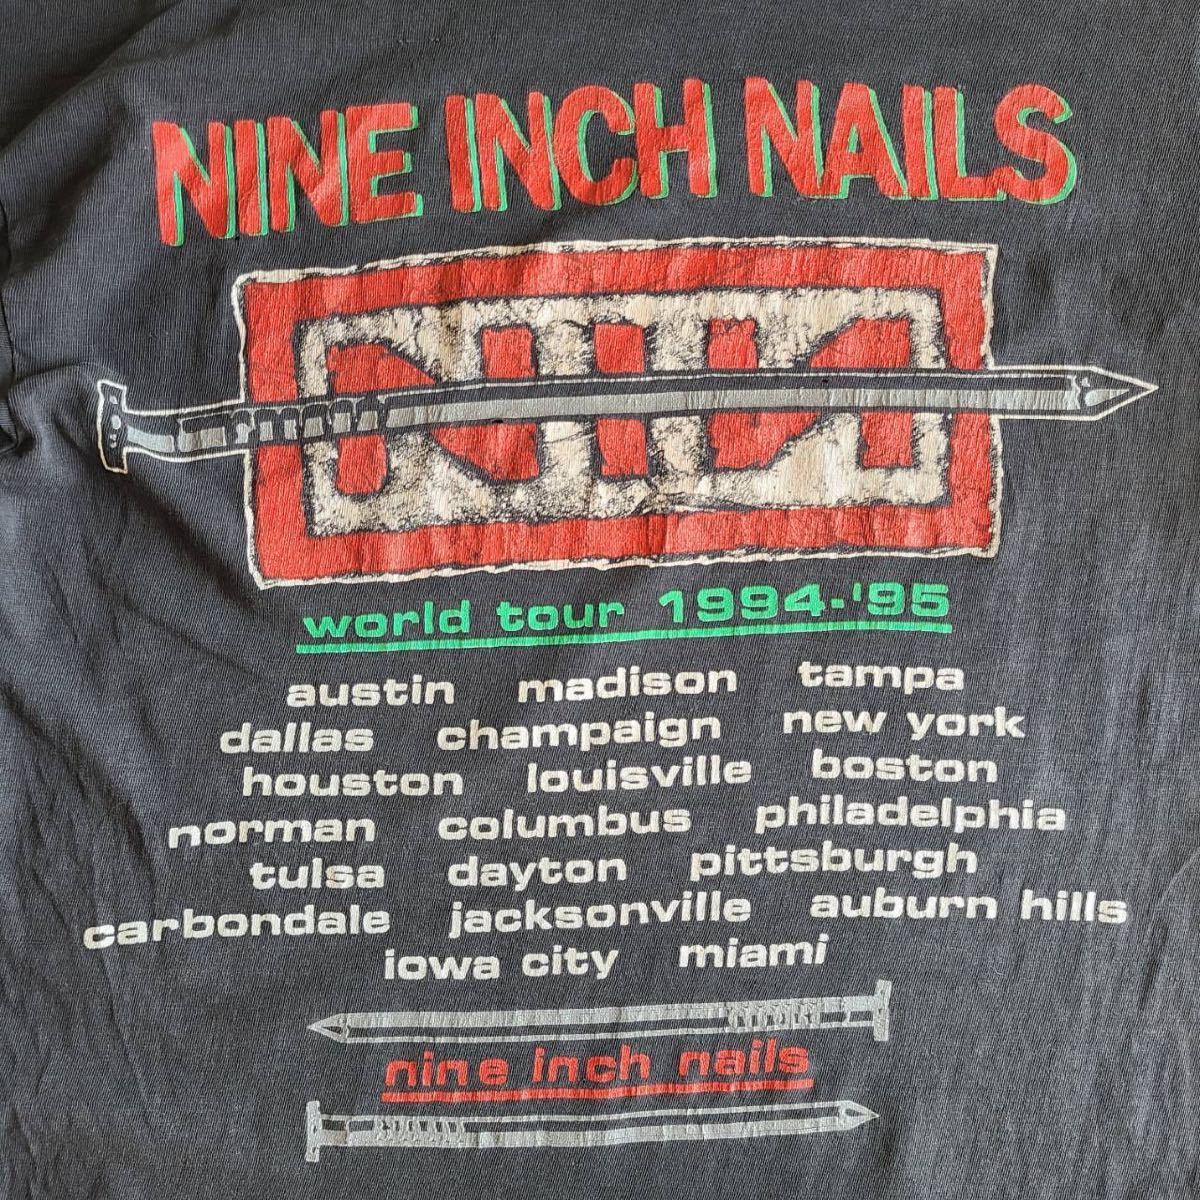 NINE INCH NAILS
NIN
world tour 1994-'95
austin madison tampa
dallas champaign new york
houston louisville boston
norman columbus philadelphia
tulsa dayton pittsburgh
carbondale jacksonville auburn hills
iowa city miami
nine inch nails